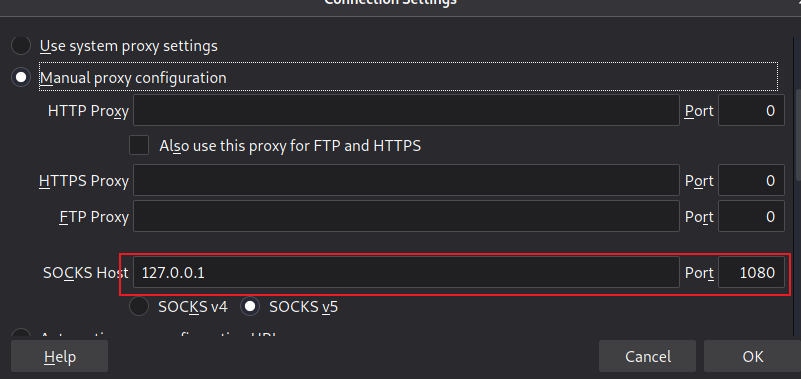 Connection Settings
Use system proxy settings
Manual proxy configuration
HTTP Proxy Port 0
Also use this proxy for FTP and HTTPS
HTTPS Proxy Port 0
FTP Proxy Port 0
SOCKS Host 127.0.0.1 Port 1080
SOCKS v4 SOCKS v5
Help Cancel OK